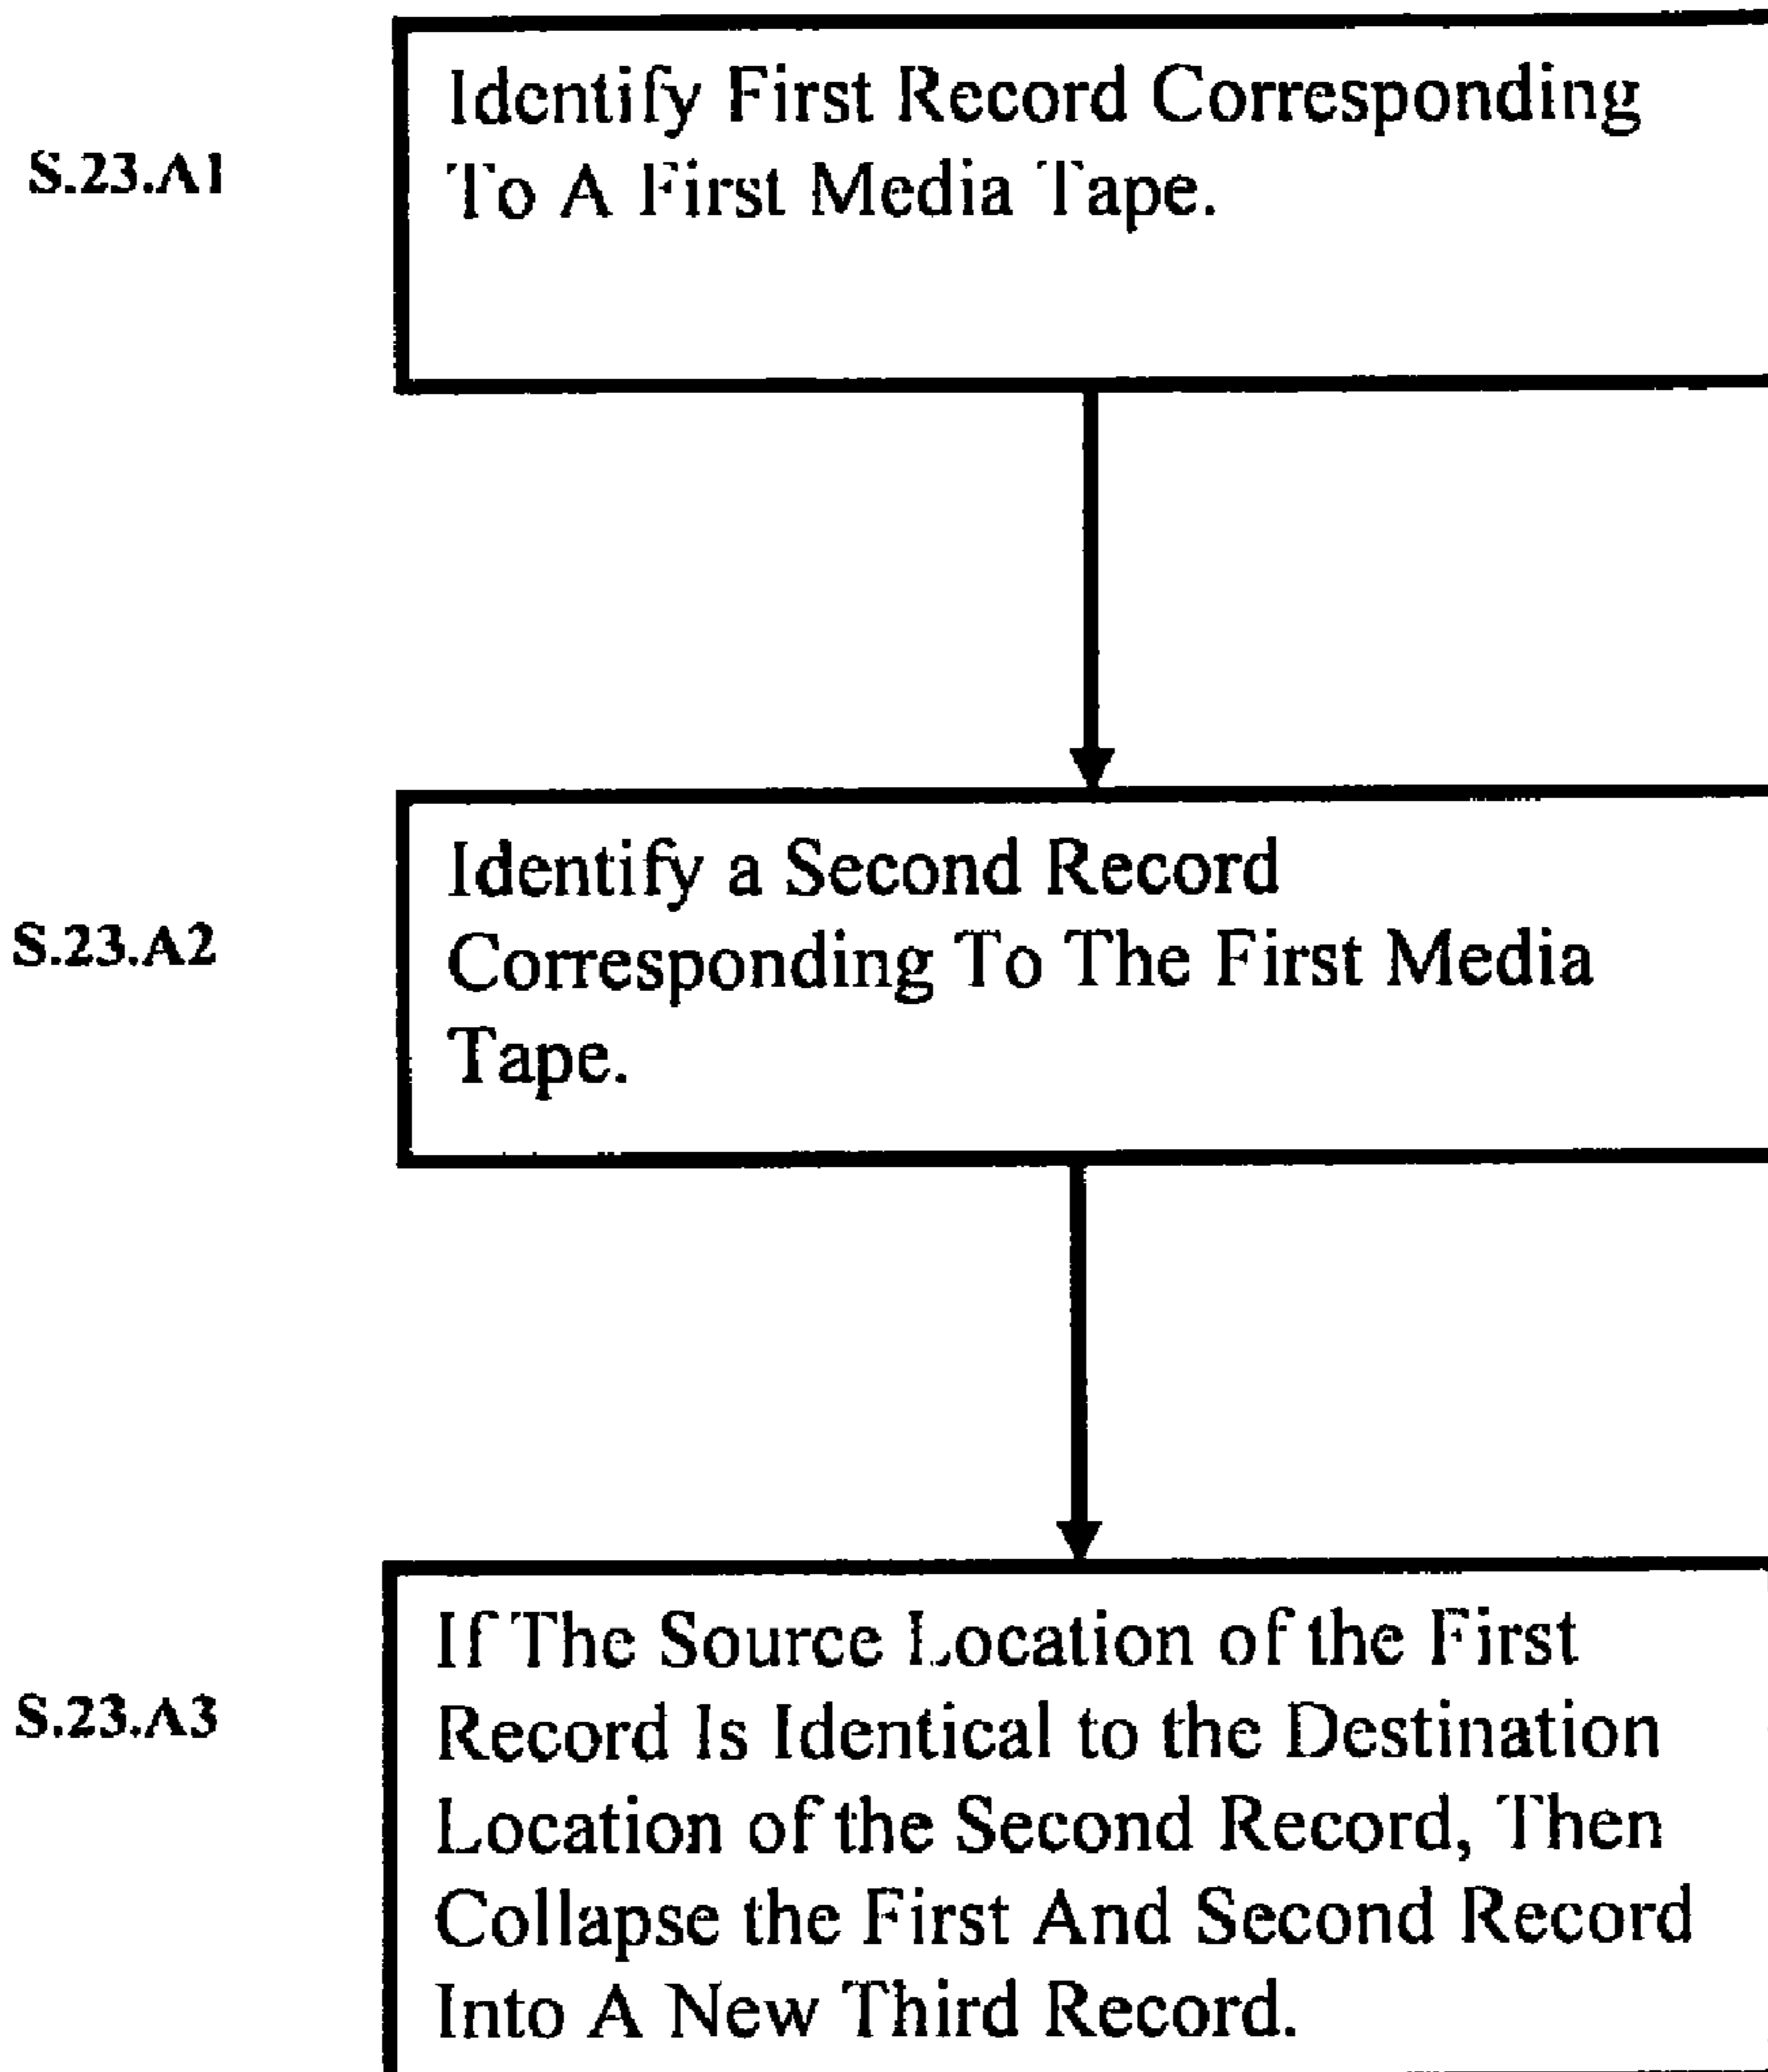 Identify First Record Corresponding
S.23.A1
To A First Media Tape.
Identify a Second Record
S.23.A2
Corresponding To The First Media
Tape.
If The Source Location of the First
S.23.A3
Record Is Identical to the Destination
Location of the Second Record, Then
Collapse the First And Second Record
Into A New Third Record.